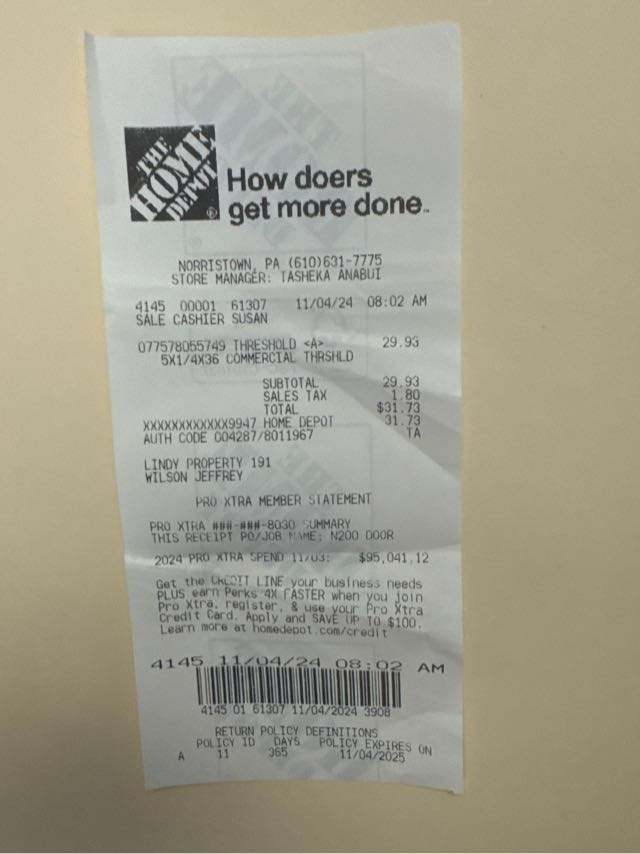 THE
HOME
DEPOT
®
How doers
get more done.™
NORRISTOWN, PA (610)631-7775
STORE MANAGER: TASHEKA ANABUI
4145 00001 61307 11/04/24 08:02 AM
SALE CASHIER SUSAN
077578055749 THRESHOLD <A> 29.93
5X1/4X36 COMMERCIAL THRSHLD
SUBTOTAL 29.93
SALES TAX 1.80
TOTAL $31.73
XXXXXXXXXXXX9947 HOME DEPOT 31.73
AUTH CODE 004287/8011967 TA
LINDY PROPERTY 191
WILSON JEFFREY
PRO XTRA MEMBER STATEMENT
PRO XTRA ###-###-8030 SUMMARY
THIS RECEIPT PO/JOB NAME: N200 DOOR
2024 PRO XTRA SPEND 11/03: $95,041.12
Get the CREDIT LINE your business needs
PLUS earn Perks 4X FASTER when you join
Pro Xtra, register, & use your Pro Xtra
Credit Card. Apply and SAVE UP TO $100.
Learn more at homedepot.com/credit
4145 11/04/24 08:02 AM
4145 01 61307 11/04/2024 3908
RETURN POLICY DEFINITIONS
POLICY ID DAYS POLICY EXPIRES ON
A 11 365 11/04/2025